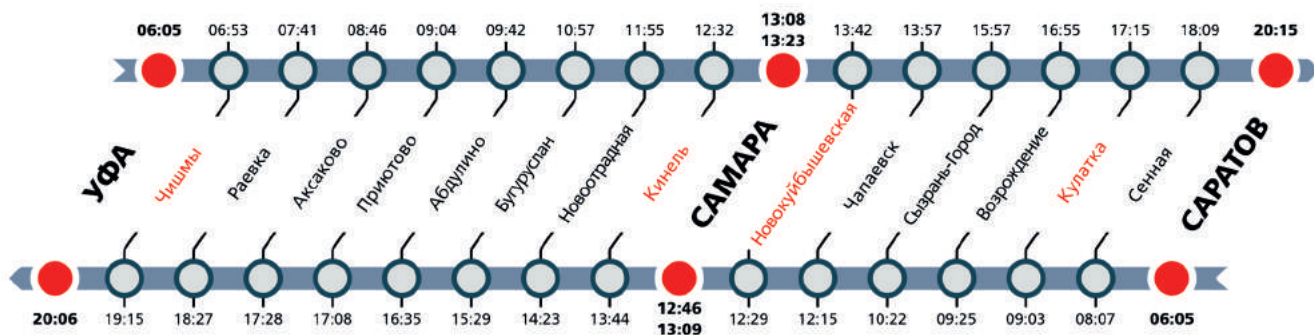 06:05 06:53 07:41 08:46 09:04 09:42 10:57 11:55 12:32 13:08 13:42 13:57 15:57 16:55 17:15 18:09 20:15
13:23
УФА
Чишмы
Раевка
Аксаково
Приютово
Абдулино
Бугуруслан
Новоотрадная
Кинель
САМАРА
Новокуйбышевская
Чапаевск
Сызрань-Город
Возрождение
Кулатка
Сенная
САРАТОВ
20:06 19:15 18:27 17:28 17:08 16:35 15:29 14:23 13:44 12:46 12:29 12:15 10:22 09:25 09:03 08:07 06:05
13:09